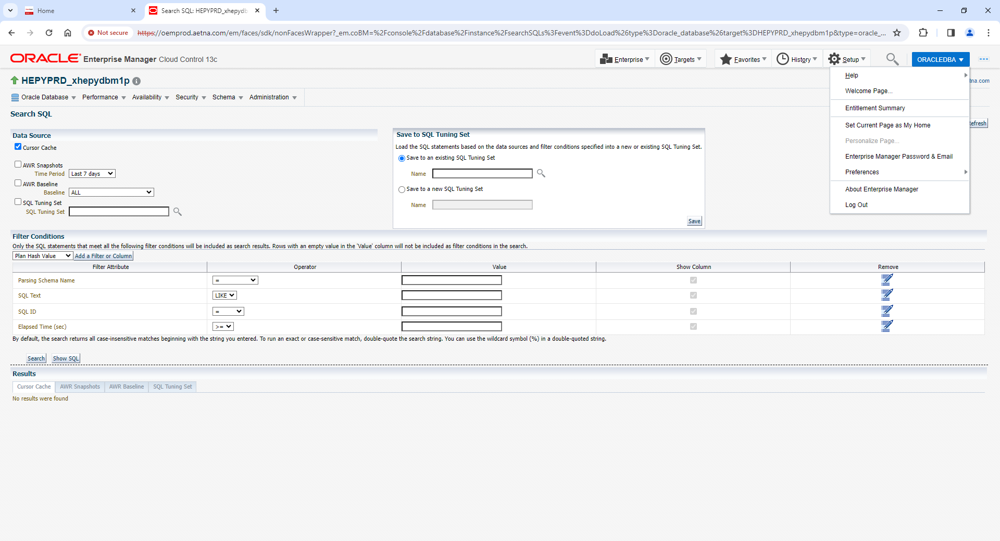 Home
Search SQL: HEPYPRD_xhepydb
Not secure
https://oemprod.aetna.com/em/faces/sdk/nonFacesWrapper?_em.coBM=%2Fconsole%2Fdatabase%2Finstance%2FsearchSQLs%3Fevent%3DdoLoad%26type%3Doracle_database%26target%3DHEPYPRD_xhepydbm1p&type=oracle_...
ORACLE Enterprise Manager Cloud Control 13c
Enterprise
Targets
Favorites
History
Setup
ORACLEDBA
HEPYPRD_xhepydbm1p
tna.com
Oracle Database
Performance
Availability
Security
Schema
Administration
Help
Welcome Page...
Entitlement Summary
Set Current Page as My Home
Personalize Page...
Enterprise Manager Password & Email
Preferences
About Enterprise Manager
Log Out
Search SQL
efresh
Data Source
Cursor Cache
AWR Snapshots
Time Period Last 7 days
AWR Baseline
Baseline ALL
SQL Tuning Set
SQL Tuning Set
Save to SQL Tuning Set
Load the SQL statements based on the data sources and filter conditions specified into a new or existing SQL Tuning Set.
Save to an existing SQL Tuning Set
Name
Save to a new SQL Tuning Set
Name
Save
Filter Conditions
Only the SQL statements that meet all the following filter conditions will be included as search results. Rows with an empty value in the 'Value' column will not be included as filter conditions in the search.
Plan Hash Value Add a Filter or Column
Filter Attribute Operator Value Show Column Remove
Parsing Schema Name =
SQL Text LIKE
SQL ID =
Elapsed Time (sec) >=
By default, the search returns all case-insensitive matches beginning with the string you entered. To run an exact or case-sensitive match, double-quote the search string. You can use the wildcard symbol (%) in a double-quoted string.
Search Show SQL
Results
Cursor Cache AWR Snapshots AWR Baseline SQL Tuning Set
No results were found